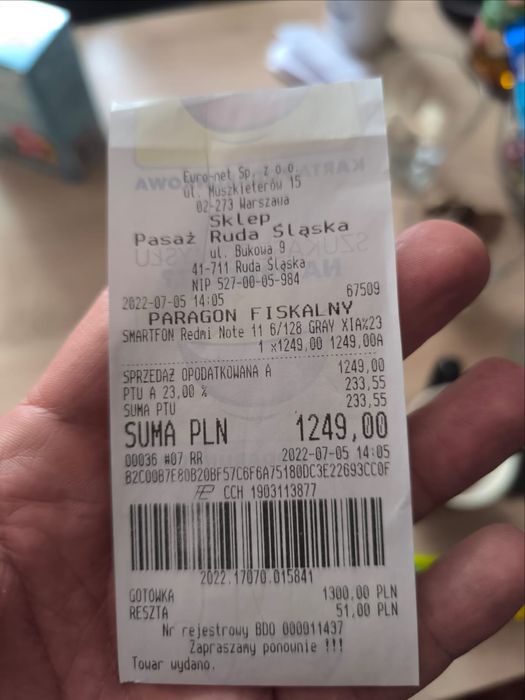 Euro-net Sp. z o.o.
ul. Muszkieterów 15
02-273 Warszawa
Sklep
Pasaż Ruda Śląska
ul. Bukowa 9
41-711 Ruda Śląska
NIP 527-00-05-984
2022-07-05 14:05 67509
PARAGON FISKALNY
SMARTFON Redmi Note 11 6/128 GRAY XIAx23
1 x1249,00 1249,00A
SPRZEDAŻ OPODATKOWANA A 1249,00
PTU A 23,00 % 233,55
SUMA PTU 233,55
SUMA PLN 1249,00
00036 #07 RR 2022-07-05 14:05
B2C00B7E80B20BF57C6F6A75180DC3E22693CC0F
CCH 1903113877
2022.17070.015841
GOTÓWKA 1300,00 PLN
RESZTA 51,00 PLN
Nr rejestrowy BDO 000011437
Zapraszamy ponownie !!!
Towar wydano.